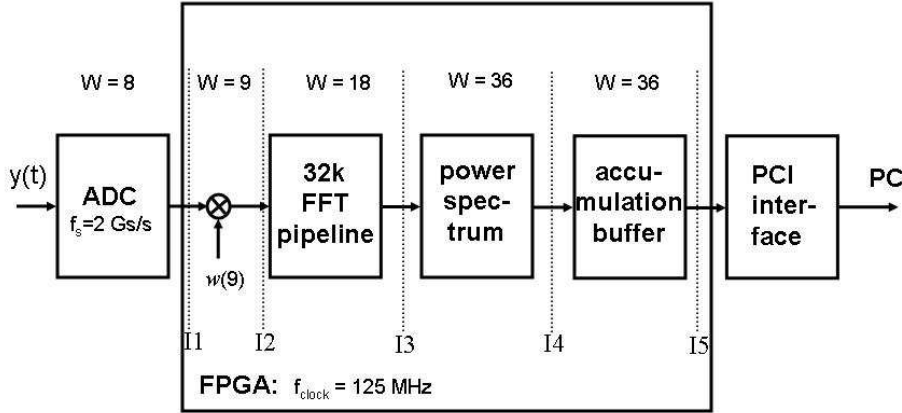 W = 8
W = 9
W = 18
W = 36
W = 36
y(t)
ADC
fₛ=2 Gs/s
w(9)
32k
FFT
pipeline
power
spec-
trum
accu-
mulation
buffer
PCI
inter-
face
PC
I1
I2
I3
I4
I5
FPGA: f_clock = 125 MHz